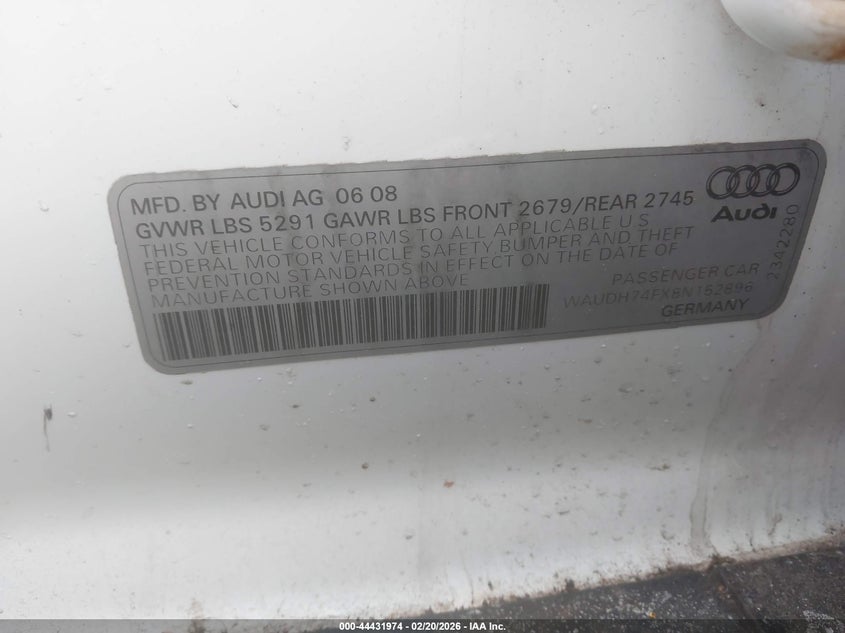 MFD. BY AUDI AG 06 08
GVWR LBS 5291 GAWR LBS FRONT 2679/REAR 2745
THIS VEHICLE CONFORMS TO ALL APPLICABLE U S
FEDERAL MOTOR VEHICLE SAFETY, BUMPER AND THEFT
PREVENTION STANDARDS IN EFFECT ON THE DATE OF
MANUFACTURE SHOWN ABOVE
PASSENGER CAR
WAUDH74FX8N152896
GERMANY
Audi
2342280
000-44431974 | 02/20/2026 - IAA Inc.